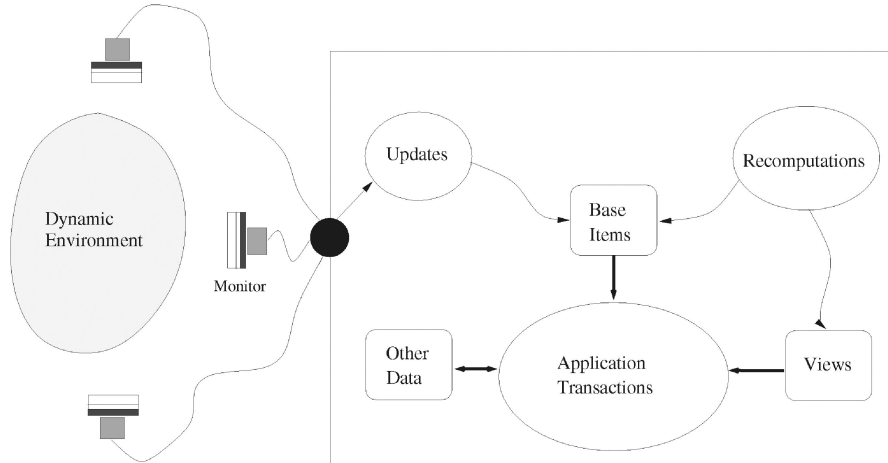 Updates
Recomputations
Dynamic
Environment
Base
Items
Monitor
Other
Data
Application
Transactions
Views